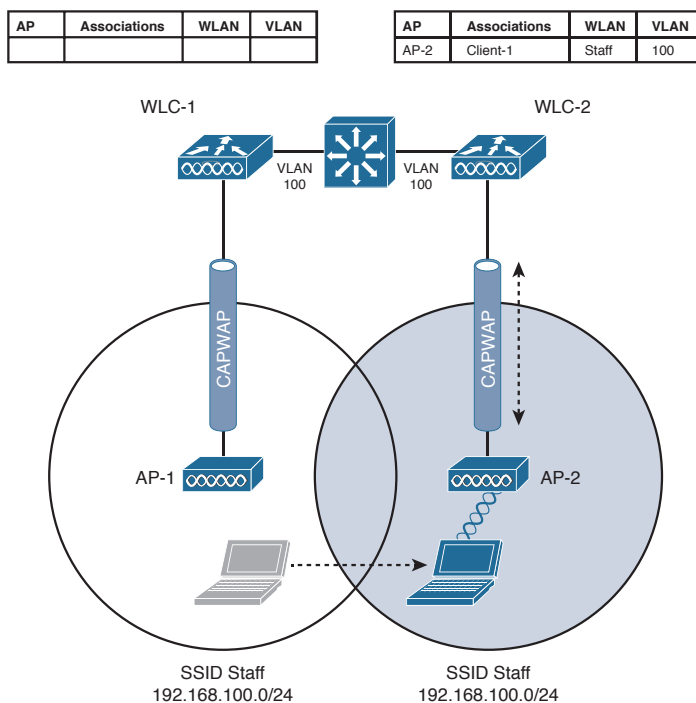 AP Associations WLAN VLAN
AP Associations WLAN VLAN
AP-2 Client-1 Staff 100
WLC-1
WLC-2
VLAN
100
VLAN
100
CAPWAP
CAPWAP
AP-1
AP-2
SSID Staff
192.168.100.0/24
SSID Staff
192.168.100.0/24